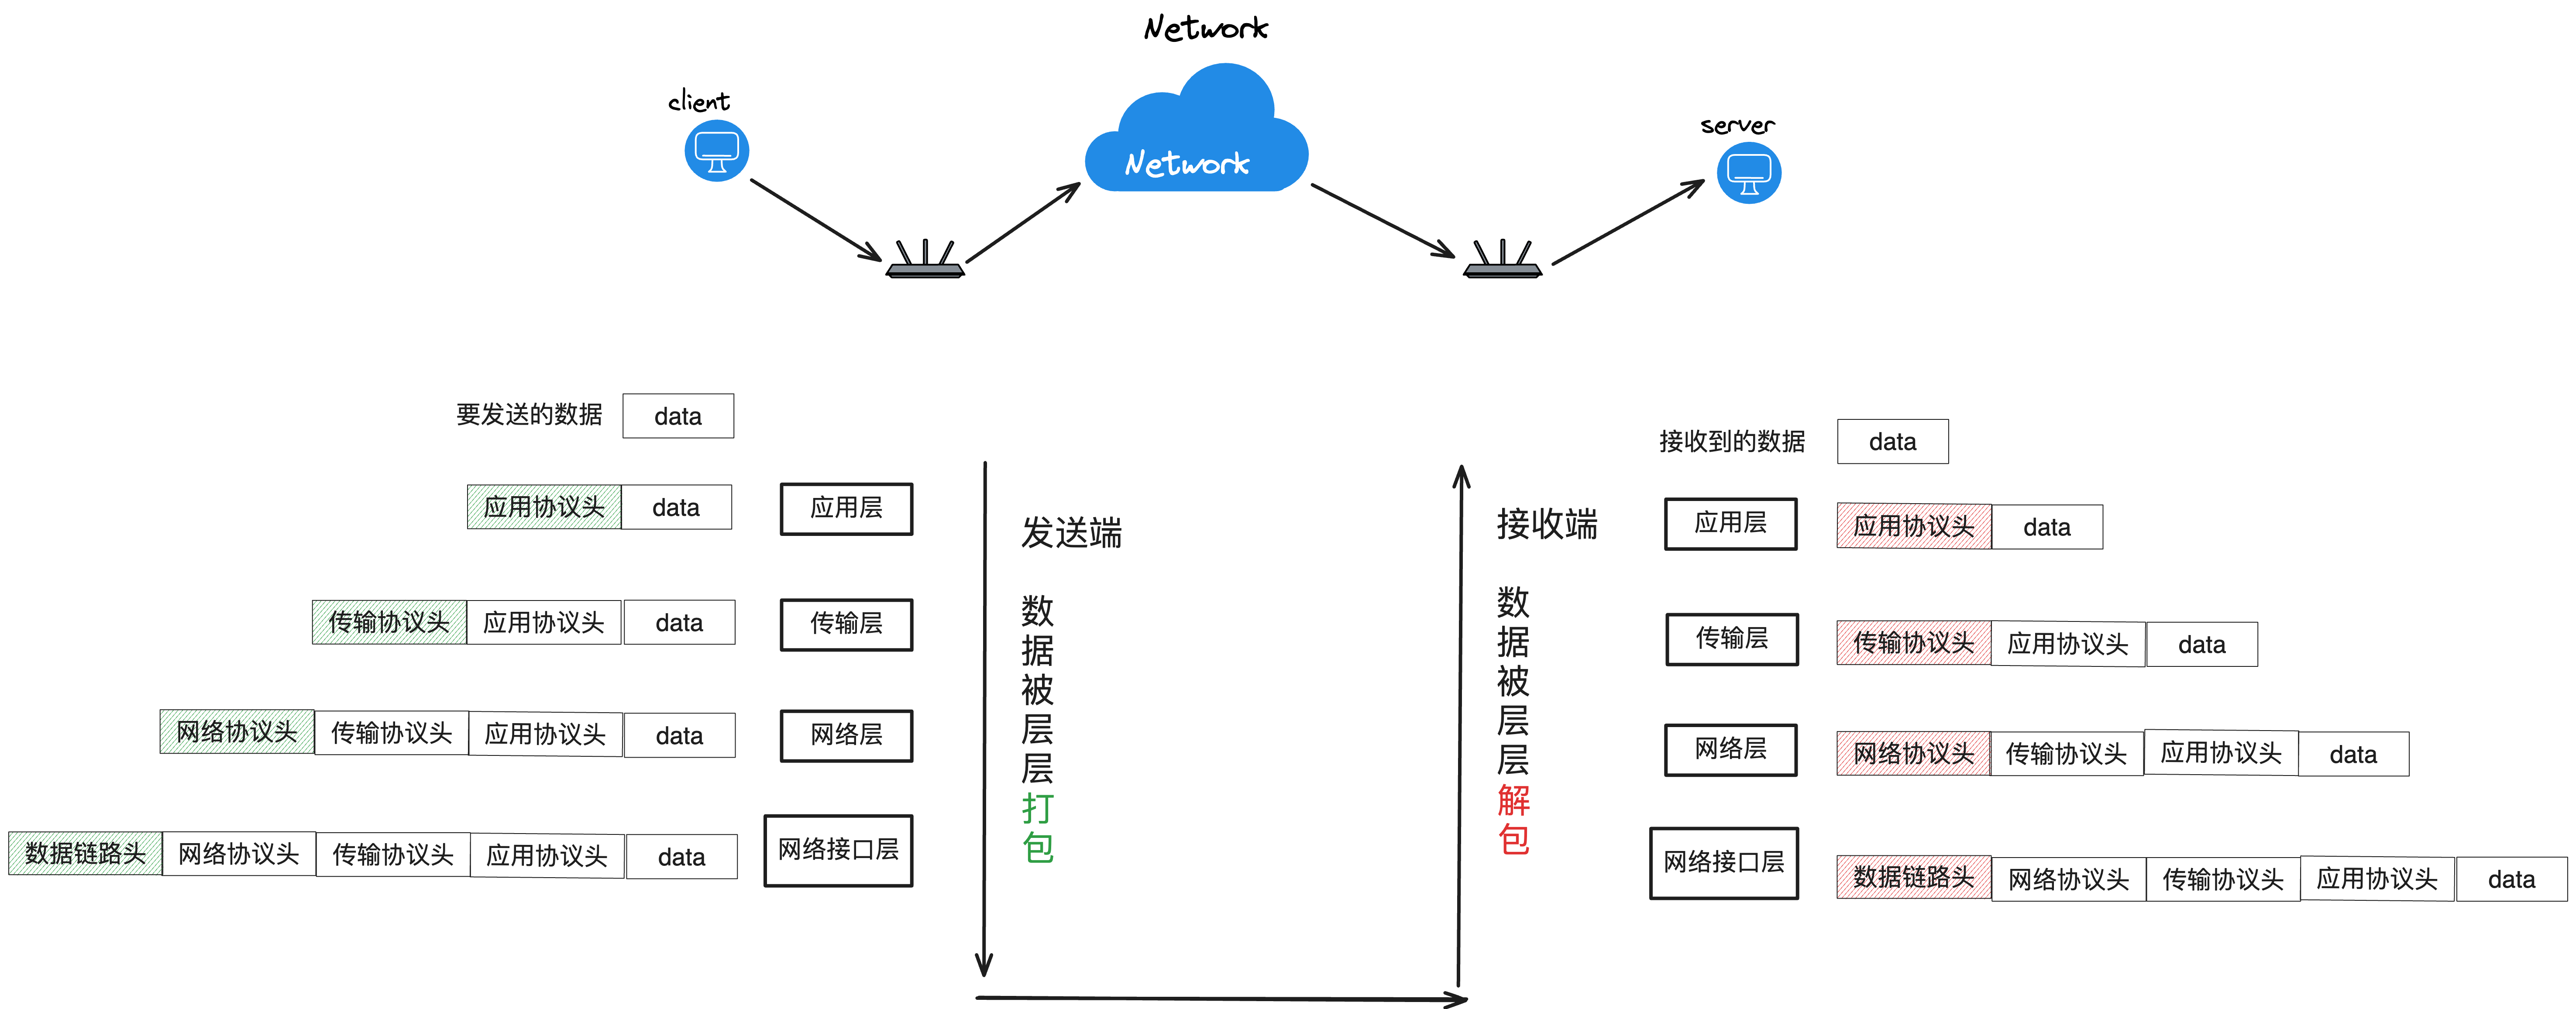 Network
client
Network
server
要发送的数据 data
应用协议头 data 应用层
传输协议头 应用协议头 data 传输层
网络协议头 传输协议头 应用协议头 data 网络层
数据链路头 网络协议头 传输协议头 应用协议头 data 网络接口层
发送端
数据被层层打包
接收端
数据被层层解包
接收到的数据 data
应用层 应用协议头 data
传输层 传输协议头 应用协议头 data
网络层 网络协议头 传输协议头 应用协议头 data
网络接口层 数据链路头 网络协议头 传输协议头 应用协议头 data